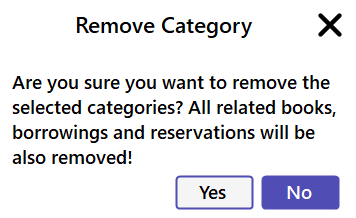 Remove Category
Are you sure you want to remove the
selected categories? All related books,
borrowings and reservations will be
also removed!
Yes No